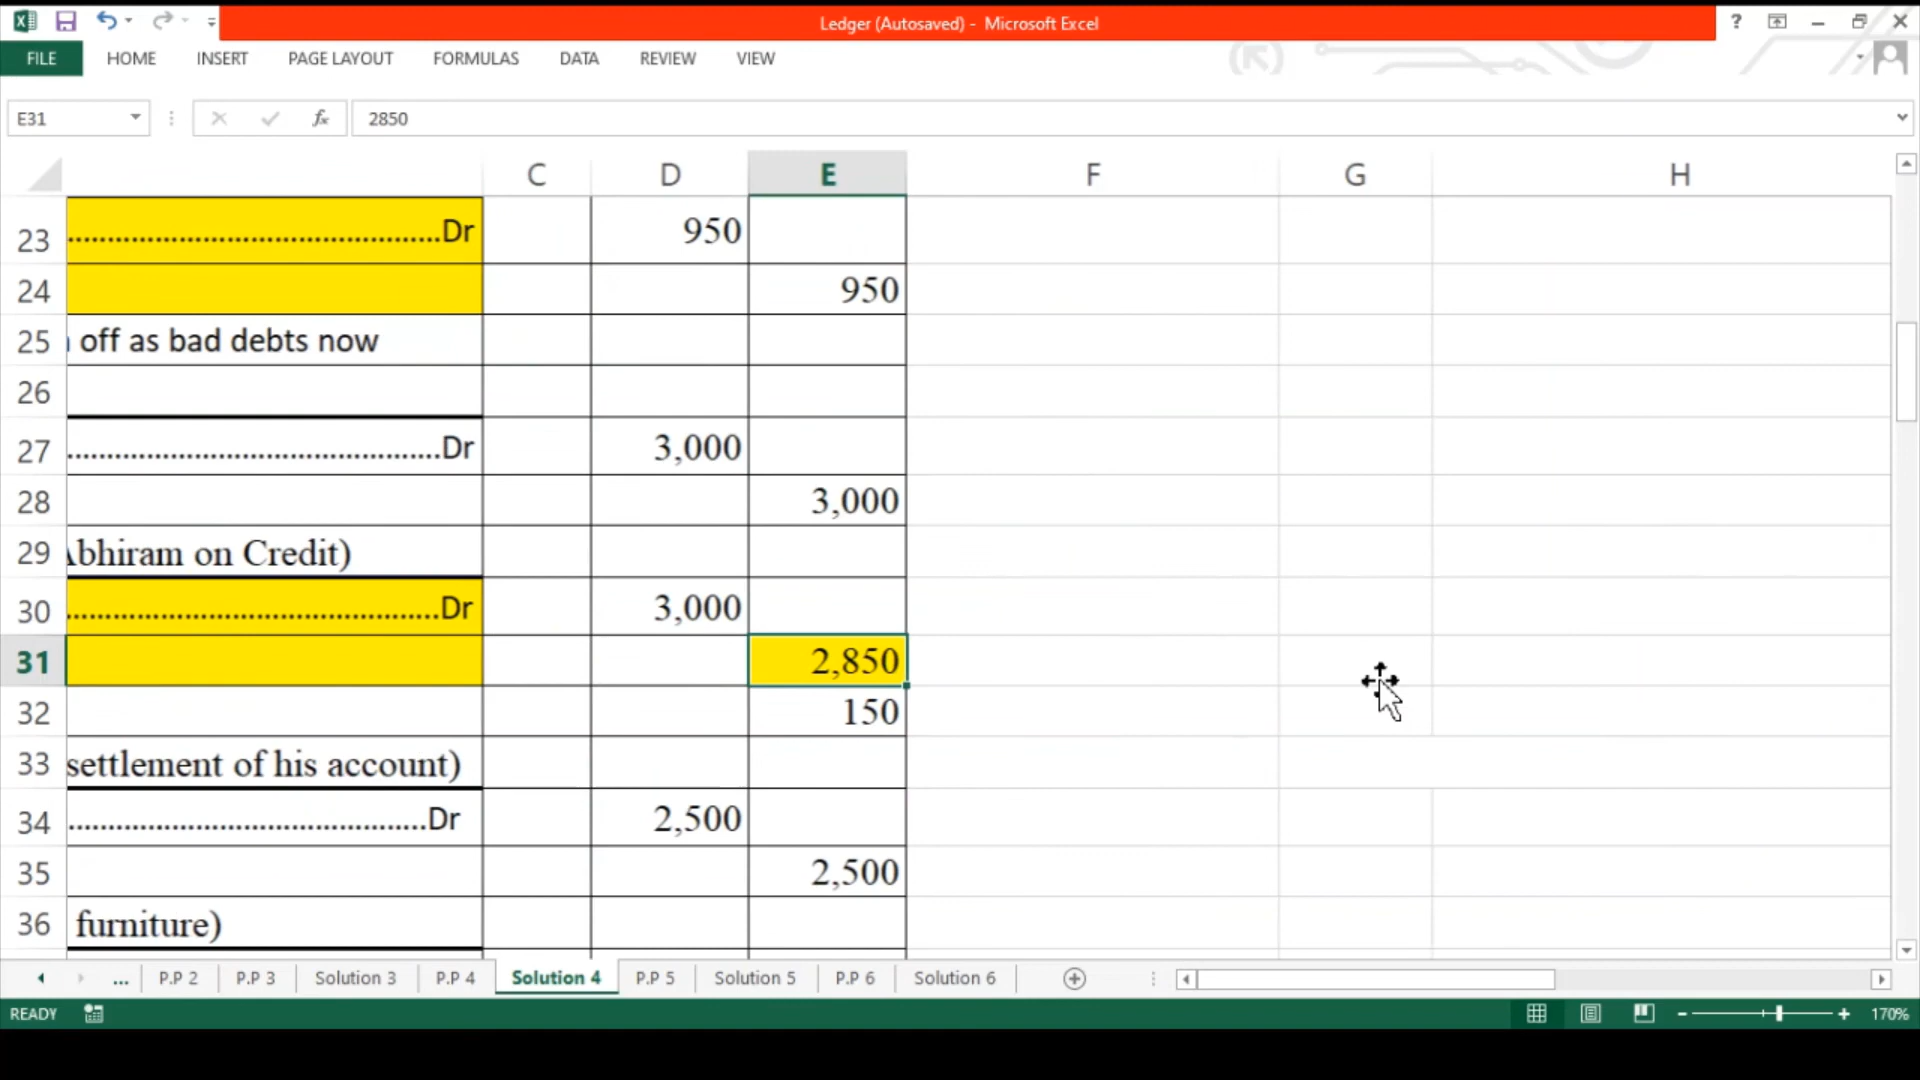 Ledger (Autosaved) - Microsoft Excel
?
FILE HOME INSERT PAGE LAYOUT FORMULAS DATA REVIEW VIEW
E31 fx 2850
C D E F G H
23 ................................................Dr 950
24 950
25 off as bad debts now
26
27 ................................................Dr 3,000
28 3,000
29 Abhiram on Credit)
30 ................................................Dr 3,000
31 2,850
32 150
33 settlement of his account)
34 ..............................................Dr 2,500
35 2,500
36 furniture)
... P.P 2 P.P 3 Solution 3 P.P 4 Solution 4 P.P 5 Solution 5 P.P 6 Solution 6
READY 170%